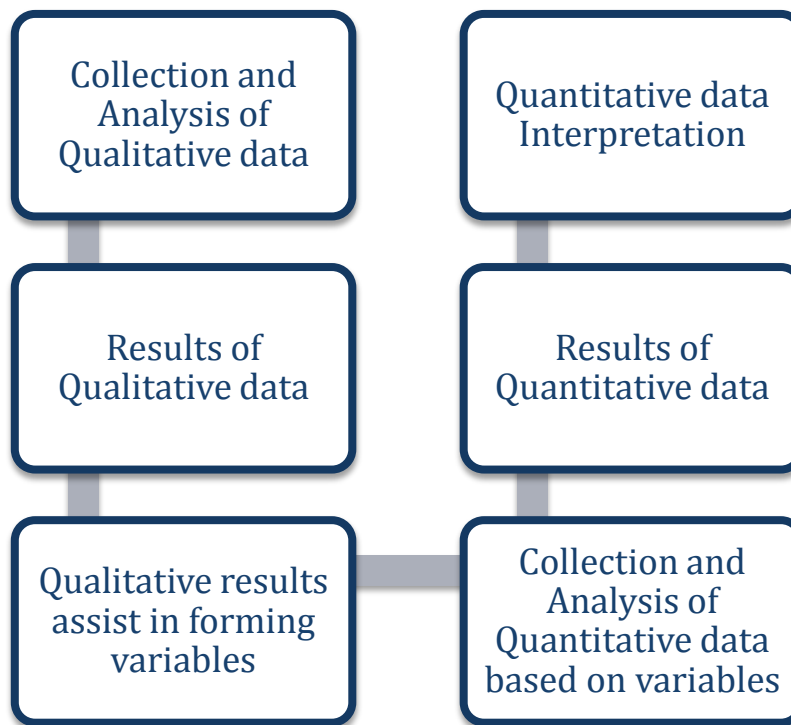 Collection and
Analysis of
Qualitative data
Results of
Qualitative data
Qualitative results
assist in forming
variables
Collection and
Analysis of
Quantitative data
based on variables
Results of
Quantitative data
Quantitative data
Interpretation